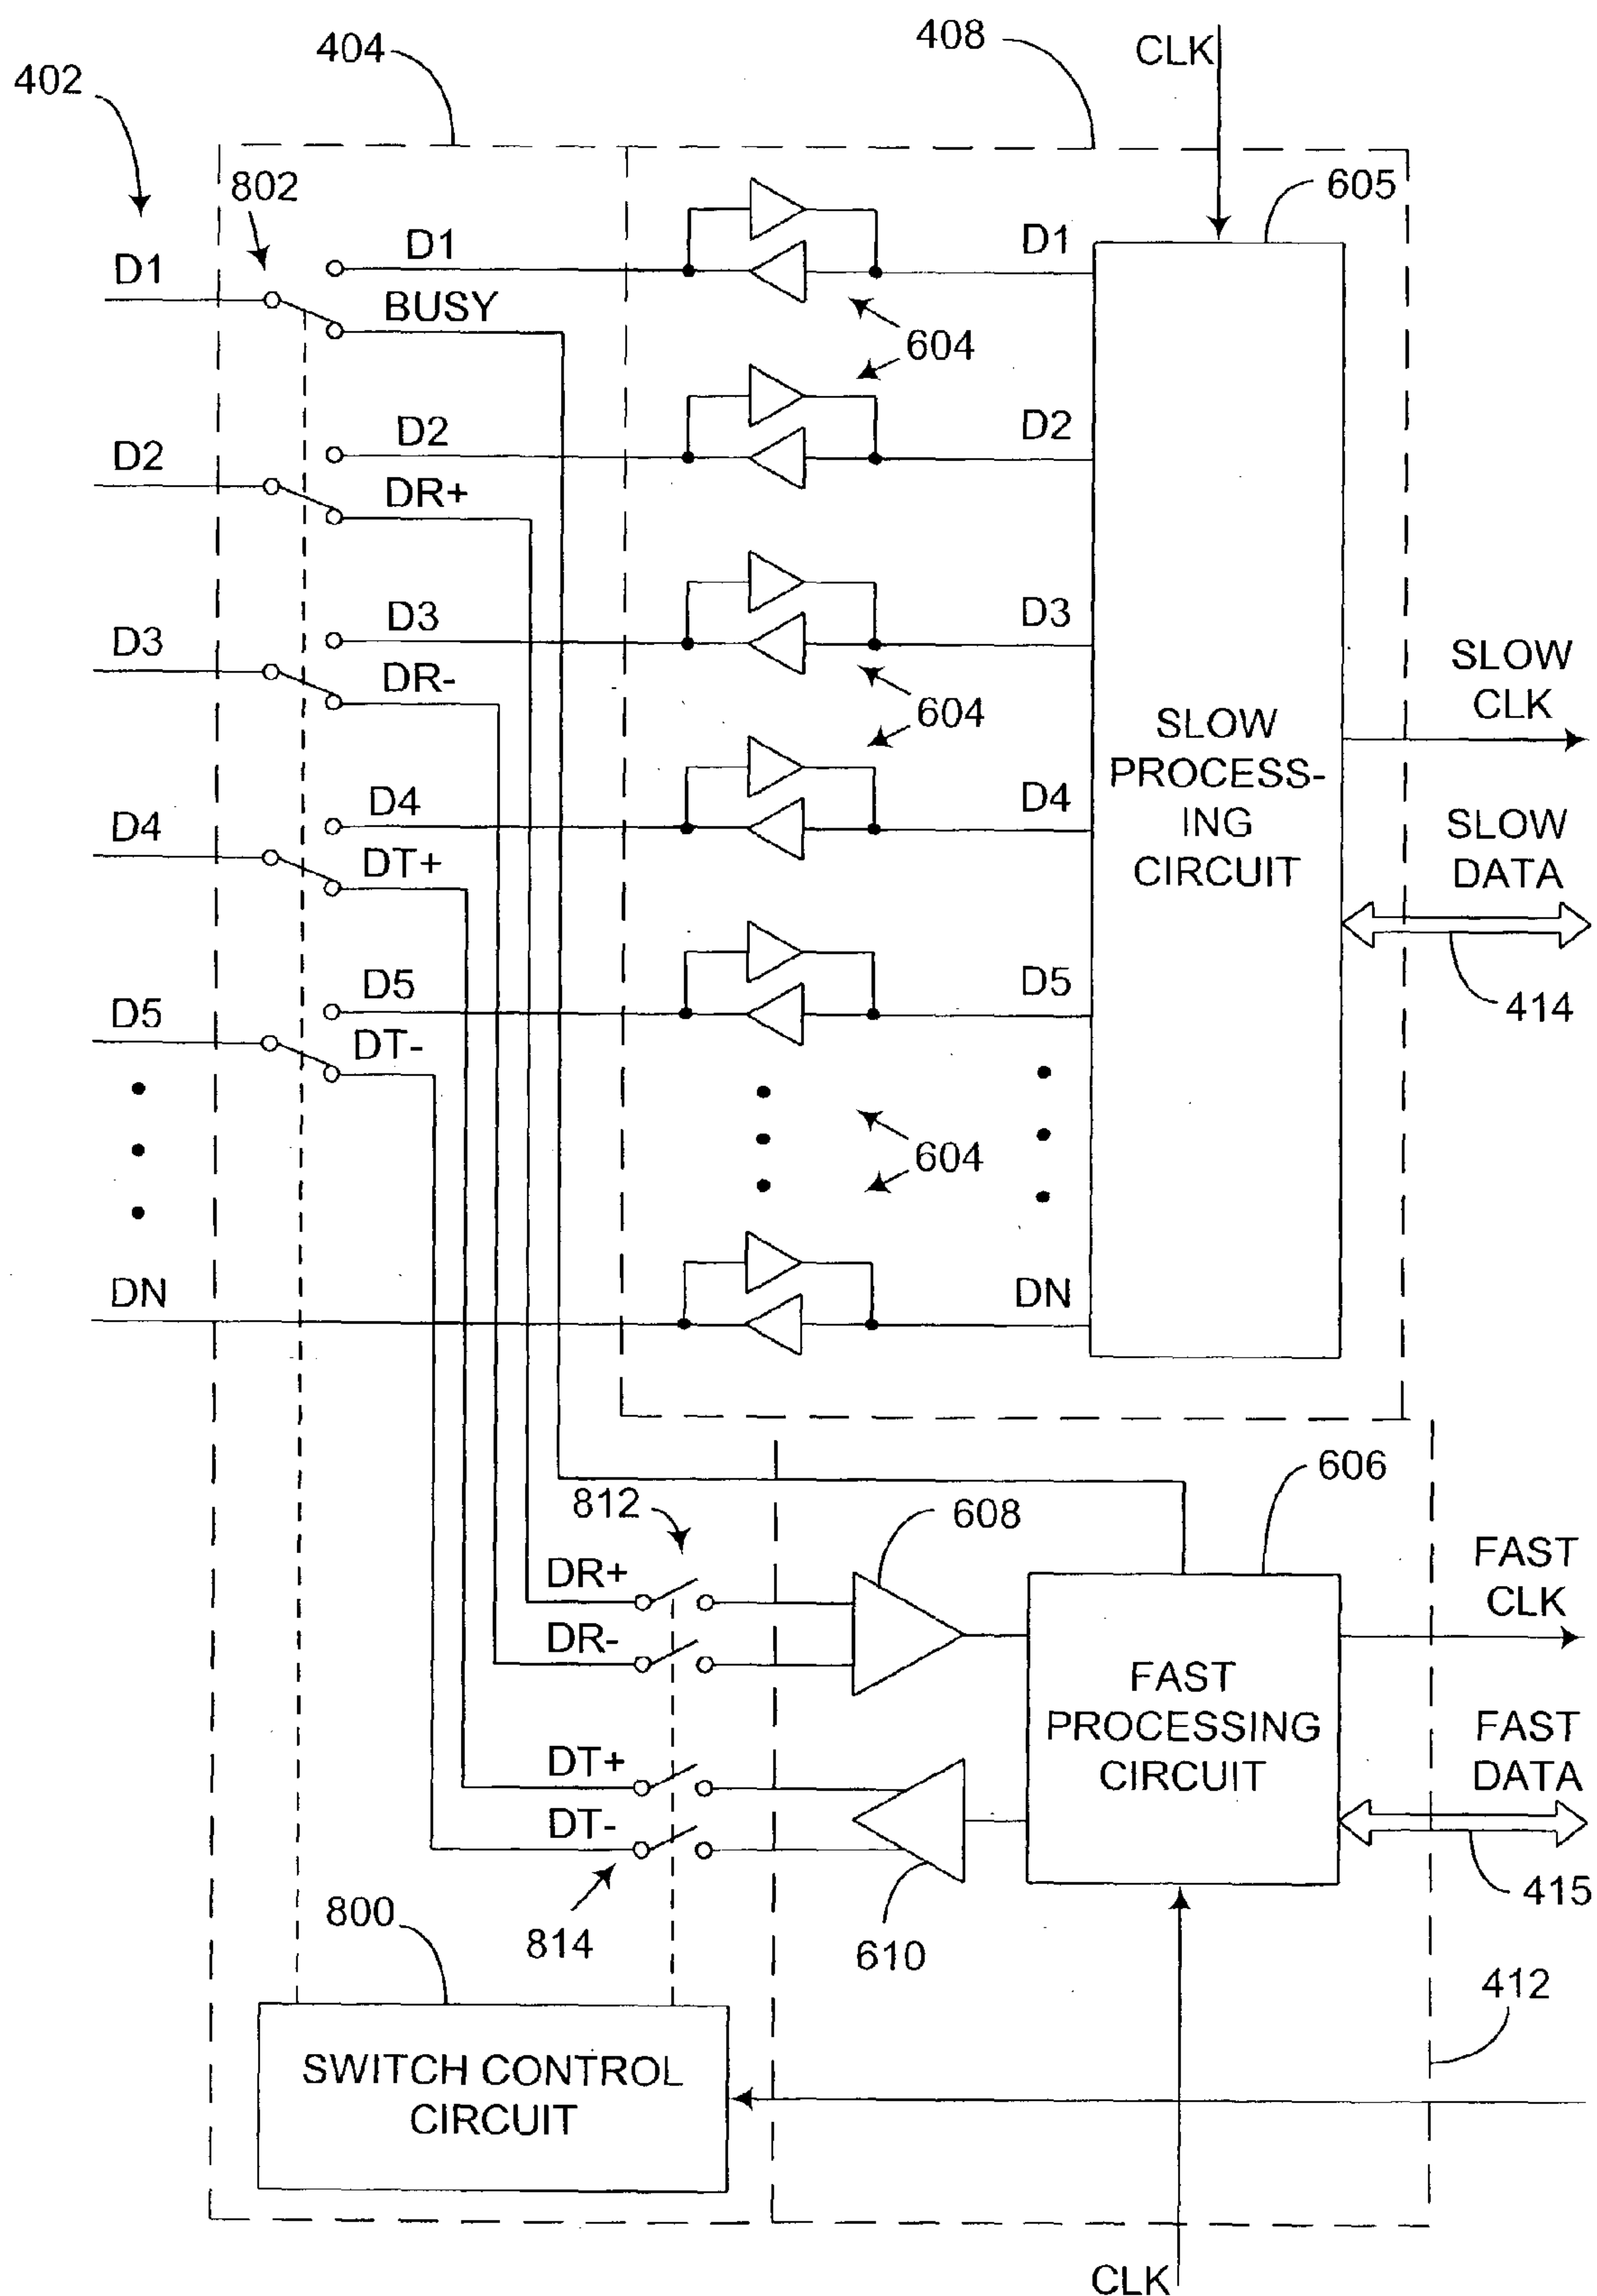 404
408
CLK
402
802
605
D1
D1
D1
BUSY
604
D2
D2
D2
DR+
D3
D3
D3
DR-
SLOW
CLK
604
SLOW
PROCESS-
ING
CIRCUIT
D4
D4
D4
DT+
SLOW
DATA
D5
D5
D5
DT-
414
604
DN
DN
606
812
608
FAST
CLK
DR+
DR-
FAST
PROCESSING
CIRCUIT
FAST
DATA
DT+
DT-
415
800
814
610
412
SWITCH CONTROL
CIRCUIT
CLK